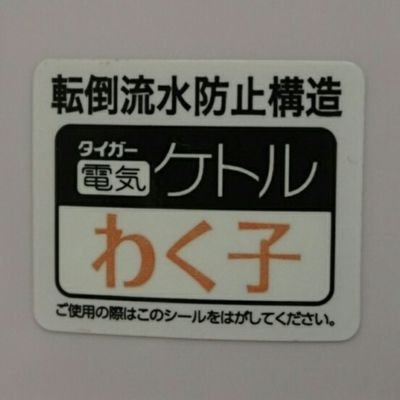 転倒流水防止構造
タイガー
電気 ケトル
わく子
ご使用の際はこのシールをはがしてください。